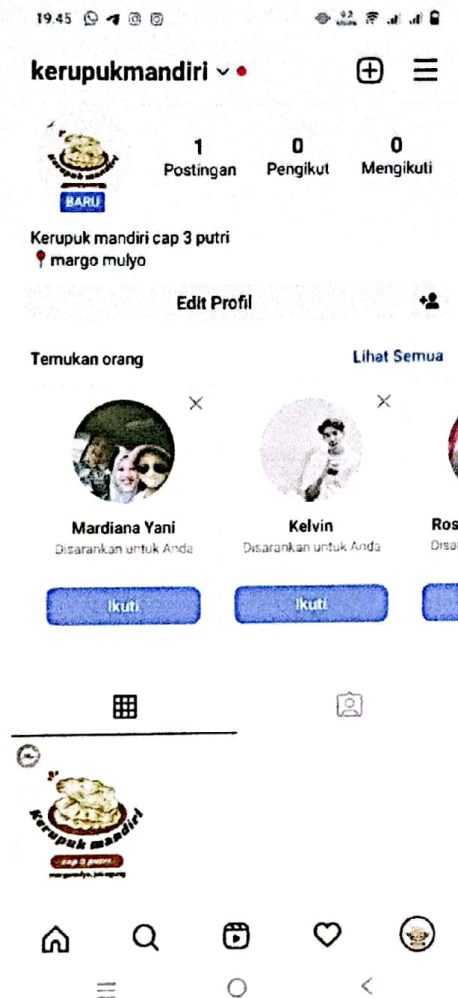 19.45
kerupukmandiri
1 0 0
Postingan Pengikut Mengikuti
BARU
Kerupuk mandiri cap 3 putri
margo mulyo
Edit Profil
Temukan orang Lihat Semua
Mardiana Yani Kelvin Ros
Disarankan untuk Anda Disarankan untuk Anda Disa
Ikuti Ikuti
Kerupuk mandiri
cap 3 putri